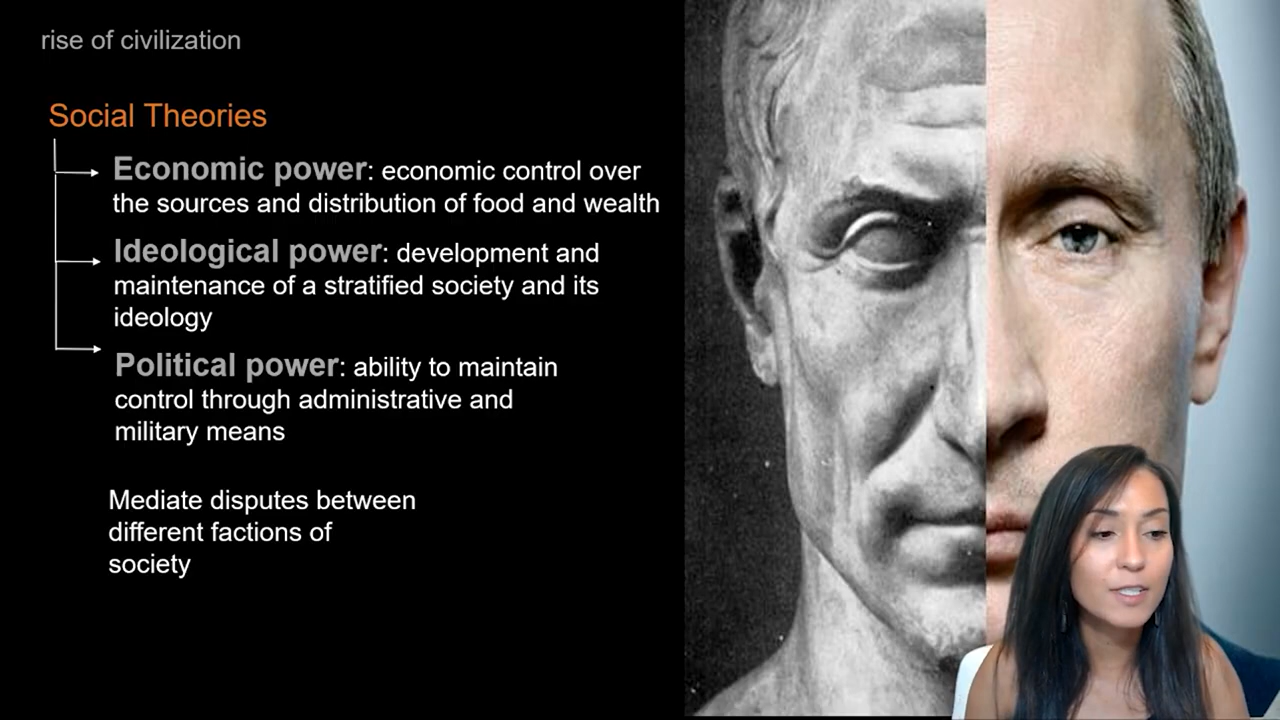 rise of civilization
Social Theories
Economic power: economic control over
the sources and distribution of food and wealth
Ideological power: development and
maintenance of a stratified society and its
ideology
Political power: ability to maintain
control through administrative and
military means
Mediate disputes between
different factions of
society